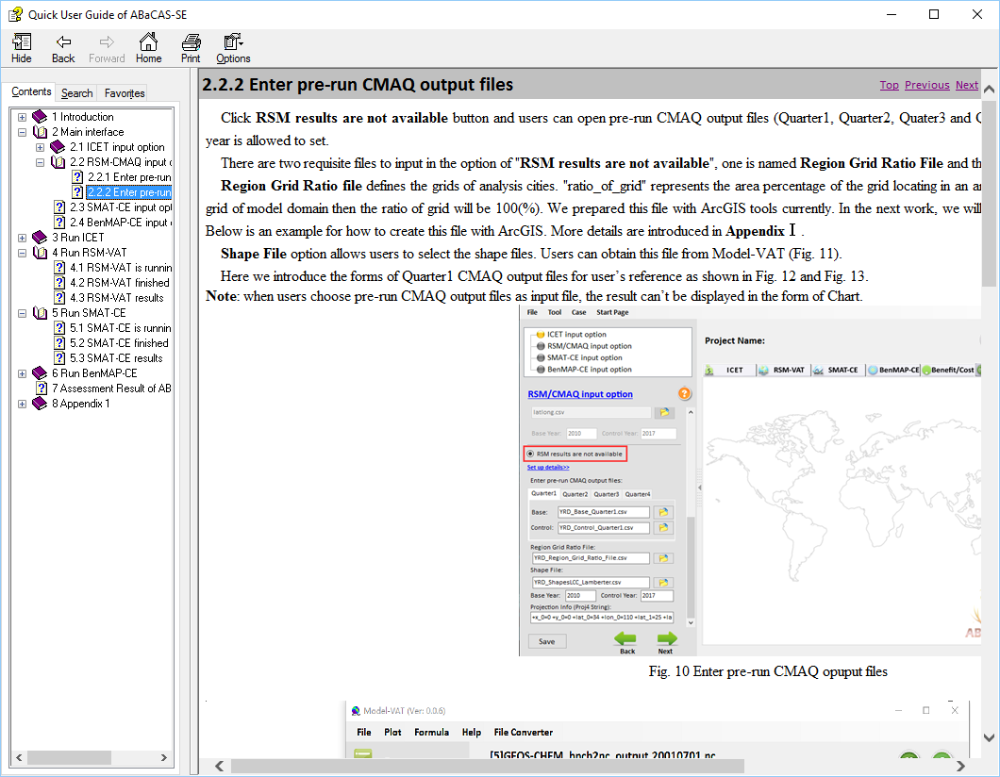 Quick User Guide of ABaCAS-SE
Hide Back Forward Home Print Options
Contents Search Favorites
1 Introduction
2 Main interface
2.1 ICET input option
2.2 RSM-CMAQ input
2.2.1 Enter pre-run
2.2.2 Enter pre-run
2.3 SMAT-CE input opt
2.4 BenMAP-CE input
3 Run ICET
4 Run RSM-VAT
4.1 RSM-VAT is runnin
4.2 RSM-VAT finished
4.3 RSM-VAT results
5 Run SMAT-CE
5.1 SMAT-CE is runnin
5.2 SMAT-CE finished
5.3 SMAT-CE results
6 Run BenMAP-CE
7 Assessment Result of AB
8 Appendix 1
2.2.2 Enter pre-run CMAQ output files
Top Previous Next
Click RSM results are not available button and users can open pre-run CMAQ output files (Quarter1, Quarter2, Quater3 and Q
year is allowed to set.
There are two requisite files to input in the option of "RSM results are not available", one is named Region Grid Ratio File and th
Region Grid Ratio file defines the grids of analysis cities. "ratio_of_grid" represents the area percentage of the grid locating in an a
grid of model domain then the ratio of grid will be 100(%). We prepared this file with ArcGIS tools currently. In the next work, we will
Below is an example for how to create this file with ArcGIS. More details are introduced in Appendix I .
Shape File option allows users to select the shape files. Users can obtain this file from Model-VAT (Fig. 11).
Here we introduce the forms of Quarter1 CMAQ output files for user's reference as shown in Fig. 12 and Fig. 13.
Note: when users choose pre-run CMAQ output files as input file, the result can't be displayed in the form of Chart.
File Tool Case Start Page
ICET input option
RSM/CMAQ input option
SMAT-CE input option
BenMAP-CE input option
Project Name:
ICET RSM-VAT SMAT-CE BenMAP-CE Benefit/Cost
RSM/CMAQ input option
latlong.csv
Base Year: 2010 Control Year: 2017
RSM results are not available
Set up details>>
Enter pre-run CMAQ output files:
Quarter1 Quarter2 Quarter3 Quarter4
Base: YRD_Base_Quarter1.csv
Control: YRD_Control_Quarter1.csv
Region Grid Ratio File:
YRD_Region_Grid_Ratio_File.csv
Shape File:
YRD_ShapesLCC_Lamberter.csv
Base Year: 2010 Control Year: 2017
Projection Info (Proj4 String):
+x_0=0 +y_0=0 +lat_0=34 +lon_0=110 +lat_1=25 +la
Save Back Next
AB
Fig. 10 Enter pre-run CMAQ opuput files
Model-VAT (Ver: 0.0.6)
File Plot Formula Help File Converter
[5]GEOS-CHEM_bpch2nc_output_20010701.nc